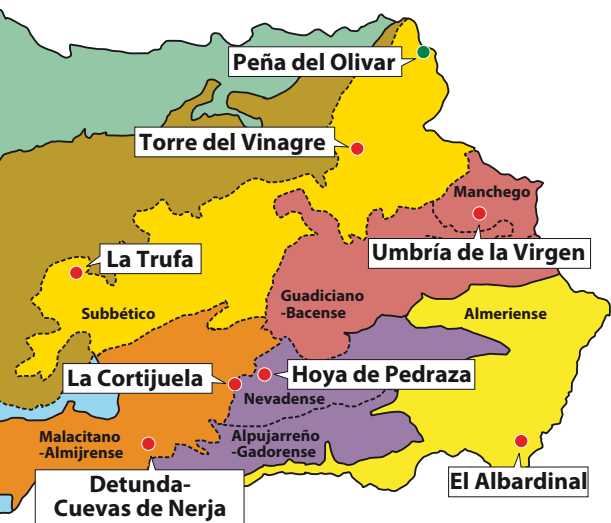 Peña del Olivar
Torre del Vinagre
Manchego
Umbría de la Virgen
La Trufa
Guadiciano
-Bacense
Subbético
Almeriense
La Cortijuela
Hoya de Pedraza
Nevadense
Malacitano
-Almijrense
Alpujarreño
-Gadorense
El Albardinal
Detunda-
Cuevas de Nerja